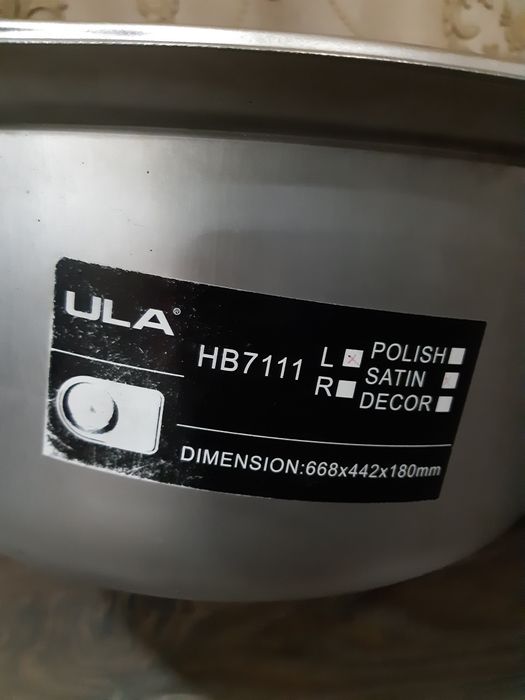 ULA®
HB7111
L POLISH
R SATIN
DECOR
DIMENSION:668x442x180mm